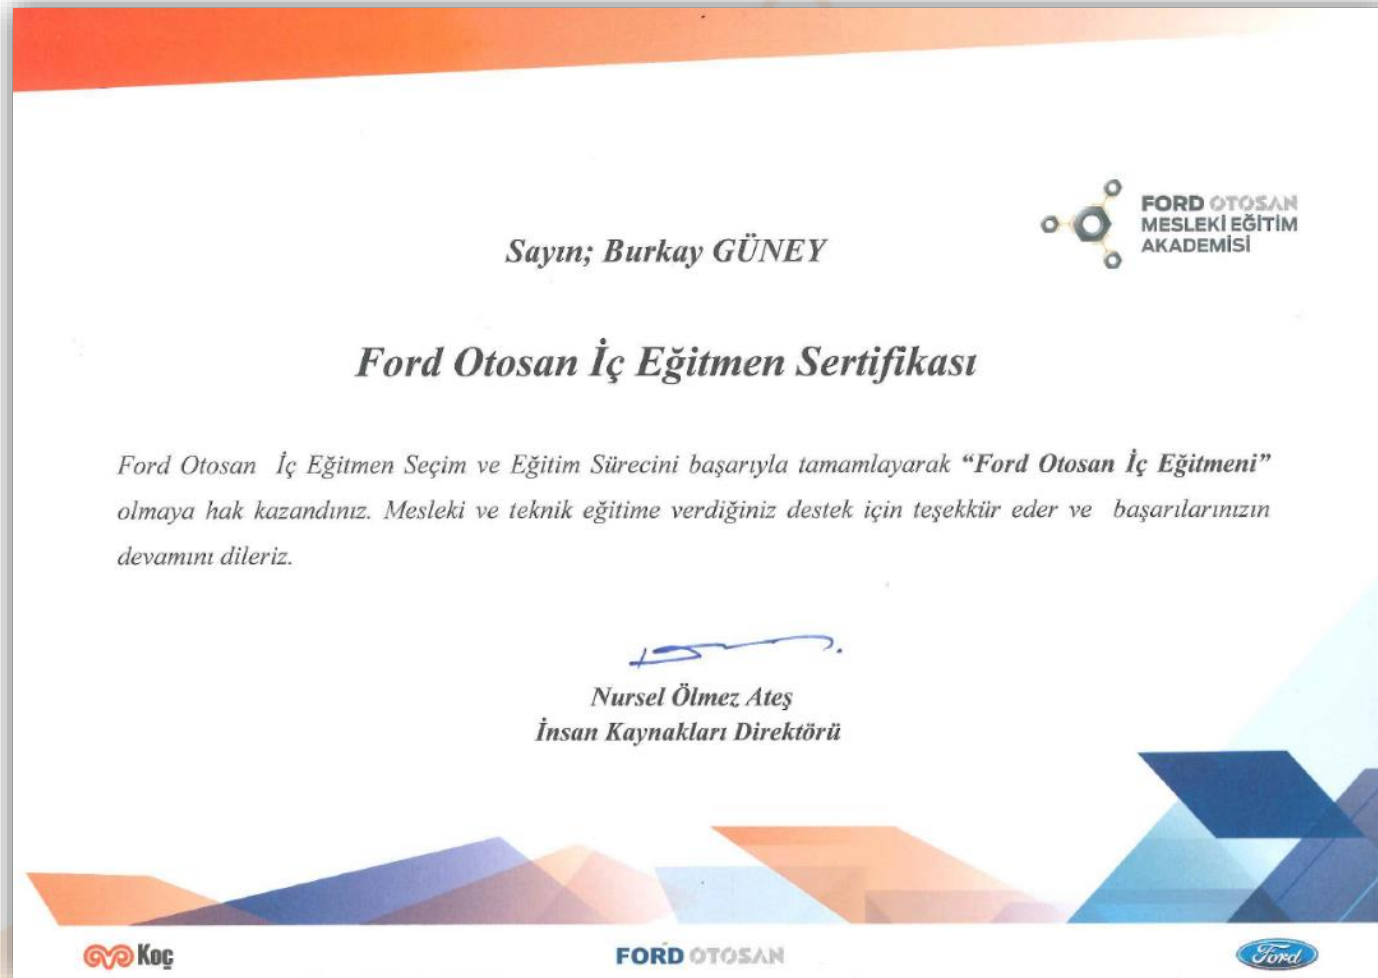 FORD OTOSAN
MESLEKİ EĞİTİM
AKADEMİSİ
Sayın; Burkay GÜNEY
Ford Otosan İç Eğitmen Sertifikası
Ford Otosan İç Eğitmen Seçim ve Eğitim Sürecini başarıyla tamamlayarak “Ford Otosan İç Eğitmeni”
olmaya hak kazandınız. Mesleki ve teknik eğitime verdiğiniz destek için teşekkür eder ve başarılarınızın
devamını dileriz.
Nursel Ölmez Ateş
İnsan Kaynakları Direktörü
Koç
FORD OTOSAN
Ford